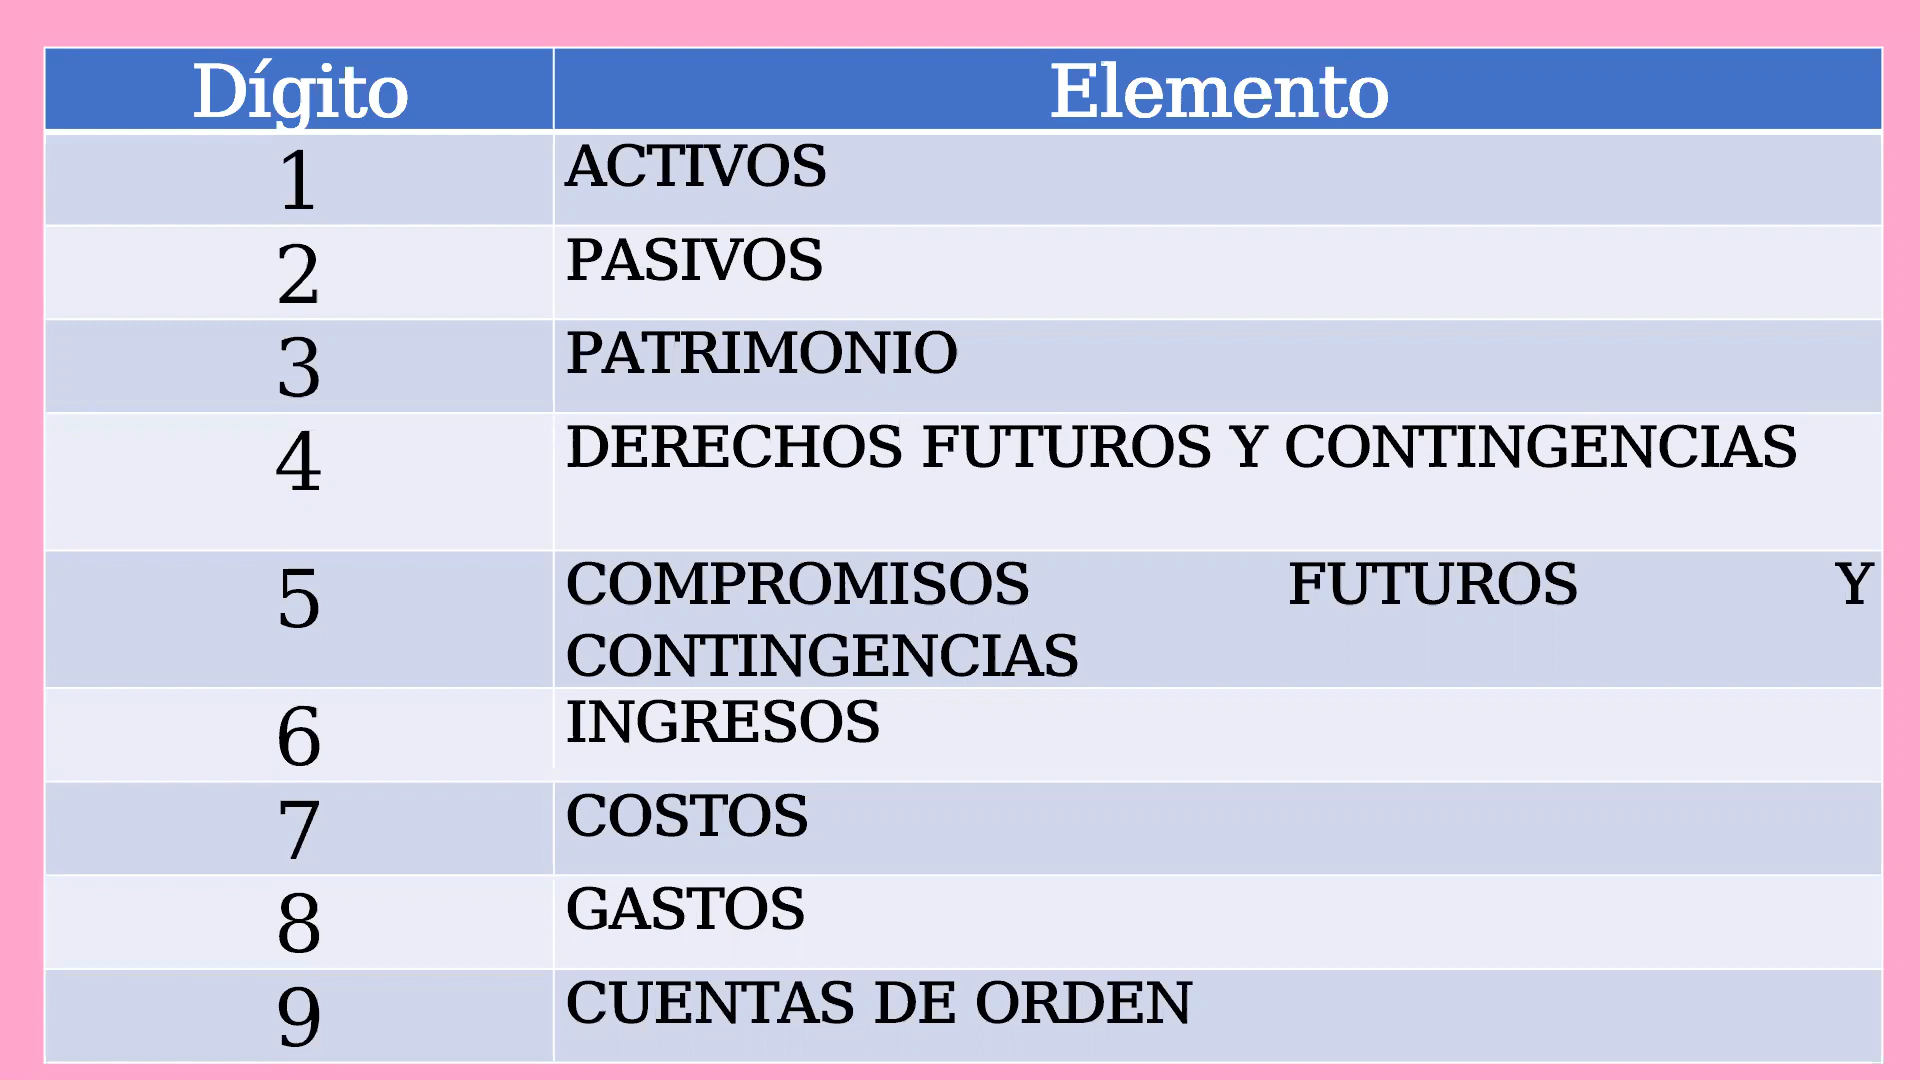 Dígito Elemento
1 ACTIVOS
2 PASIVOS
3 PATRIMONIO
4 DERECHOS FUTUROS Y CONTINGENCIAS
5 COMPROMISOS FUTUROS Y
CONTINGENCIAS
6 INGRESOS
7 COSTOS
8 GASTOS
9 CUENTAS DE ORDEN